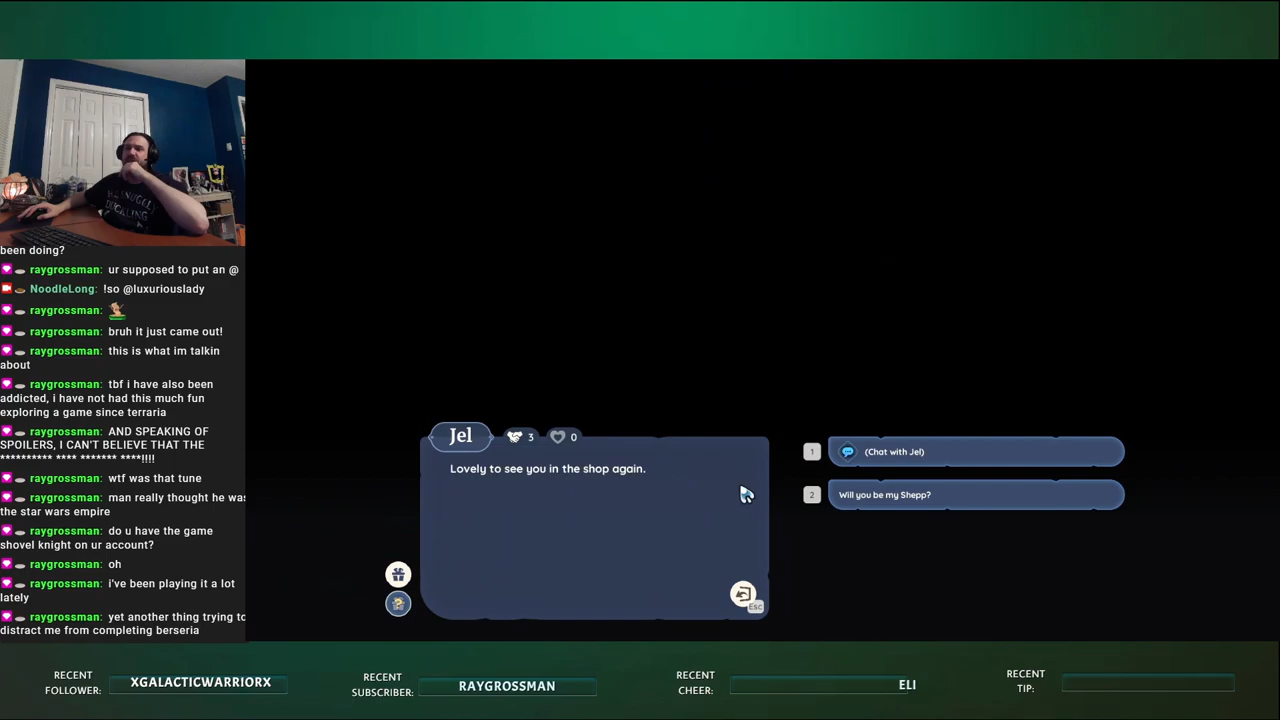 been doing?
raygrossman: ur supposed to put an @
NoodleLong: !so @luxuriouslady
raygrossman:
raygrossman: bruh it just came out!
raygrossman: this is what im talkin
about
raygrossman: tbf i have also been
addicted, i have not had this much fun
exploring a game since terraria
raygrossman: AND SPEAKING OF
SPOILERS. I CAN'T BELIEVE THAT THE
********** **** ******* ****!!!!
raygrossman: wtf was that tune
raygrossman: man really thought he was
the star wars empire
raygrossman: do u have the game
shovel knight on ur account?
raygrossman: oh
raygrossman: i've been playing it a lot
lately
raygrossman: yet another thing trying to
distract me from completing berseria
Jel 3 0
Lovely to see you in the shop again.
Esc
1 (Chat with Jel)
2 Will you be my Shepp?
RECENT
FOLLOWER:
XGALACTICWARRIORX
RECENT
SUBSCRIBER:
RAYGROSSMAN
RECENT
CHEER:
ELI
RECENT
TIP: